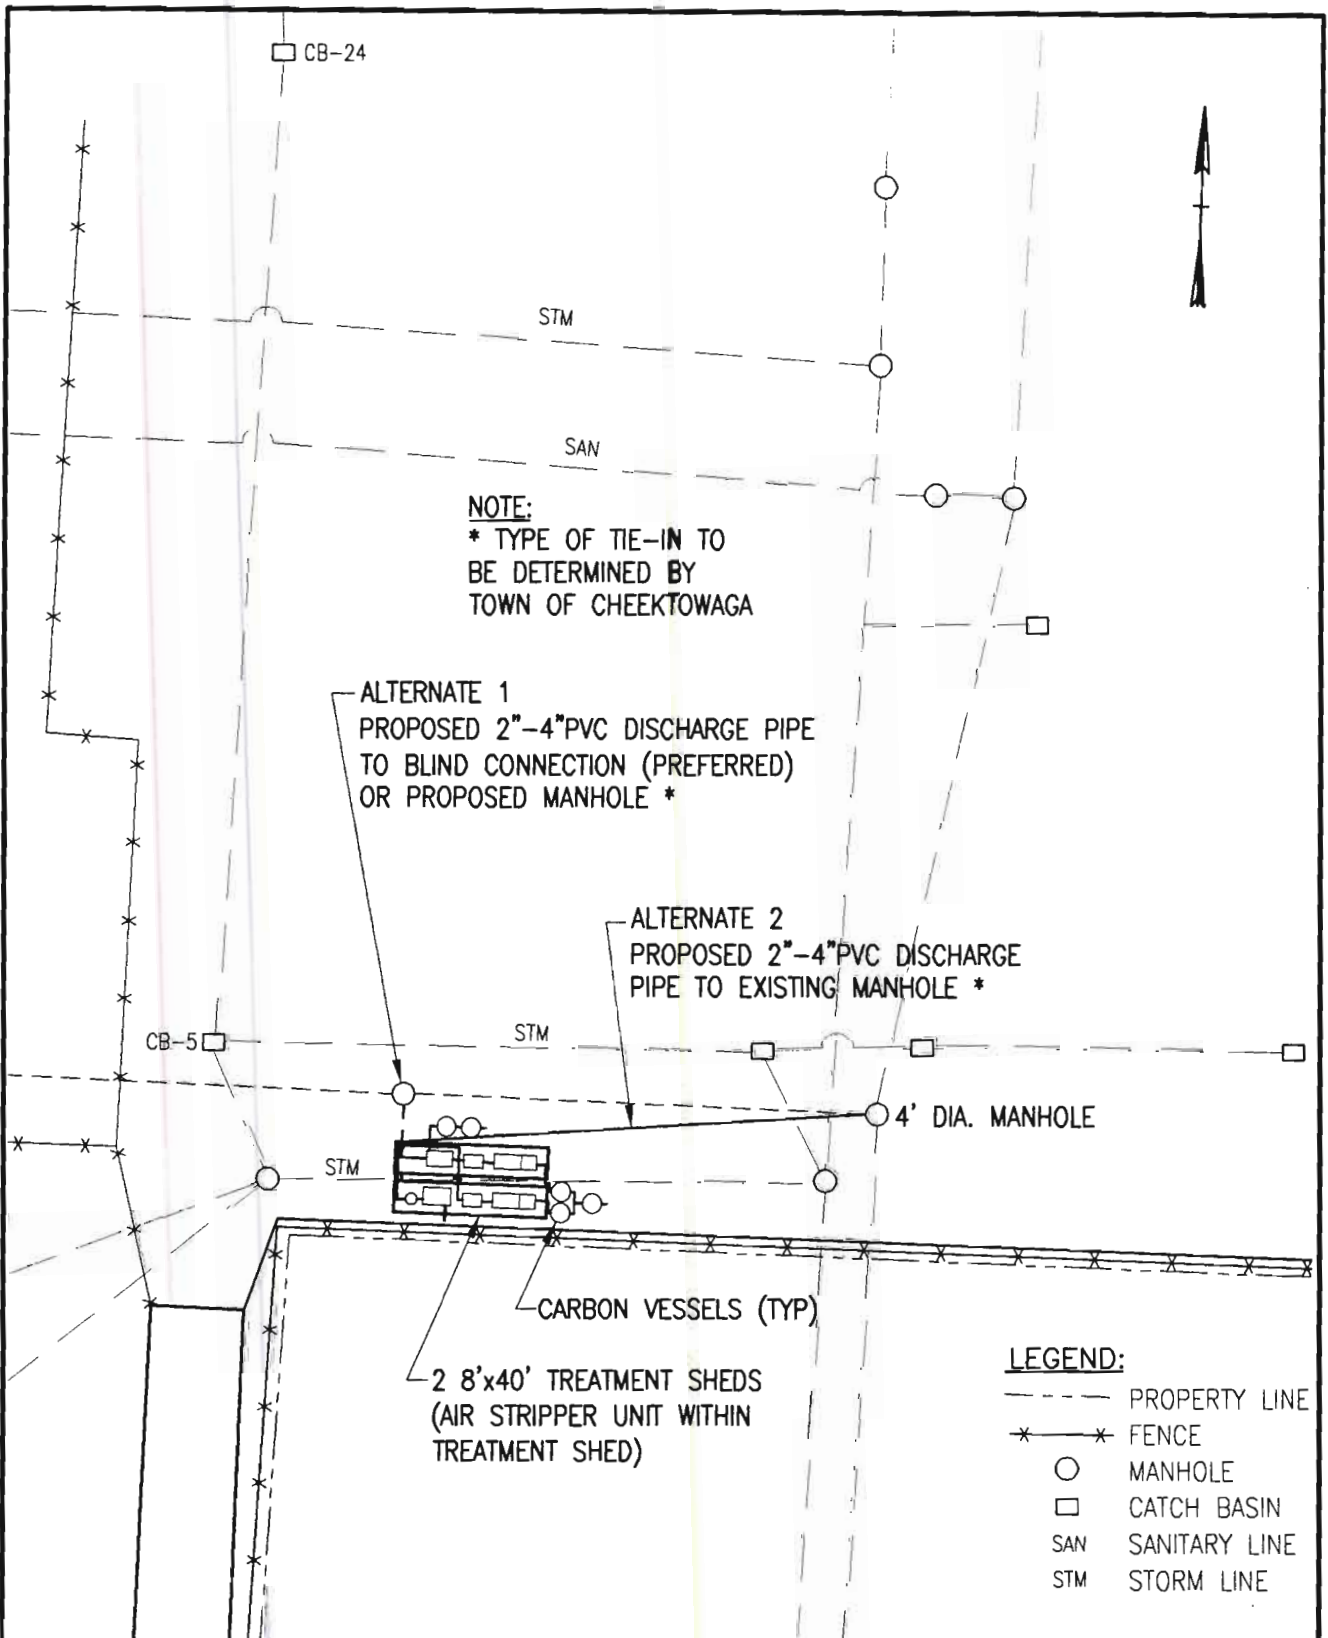 CB-24
STM
SAN
NOTE:
* TYPE OF TIE-IN TO
BE DETERMINED BY
TOWN OF CHEEKTOWAGA
ALTERNATE 1
PROPOSED 2"-4"PVC DISCHARGE PIPE
TO BLIND CONNECTION (PREFERRED)
OR PROPOSED MANHOLE *
ALTERNATE 2
PROPOSED 2"-4"PVC DISCHARGE
PIPE TO EXISTING MANHOLE *
CB-5
STM
4' DIA. MANHOLE
STM
CARBON VESSELS (TYP)
2 8'x40' TREATMENT SHEDS
(AIR STRIPPER UNIT WITHIN
TREATMENT SHED)
LEGEND:
PROPERTY LINE
FENCE
MANHOLE
CATCH BASIN
SAN SANITARY LINE
STM STORM LINE